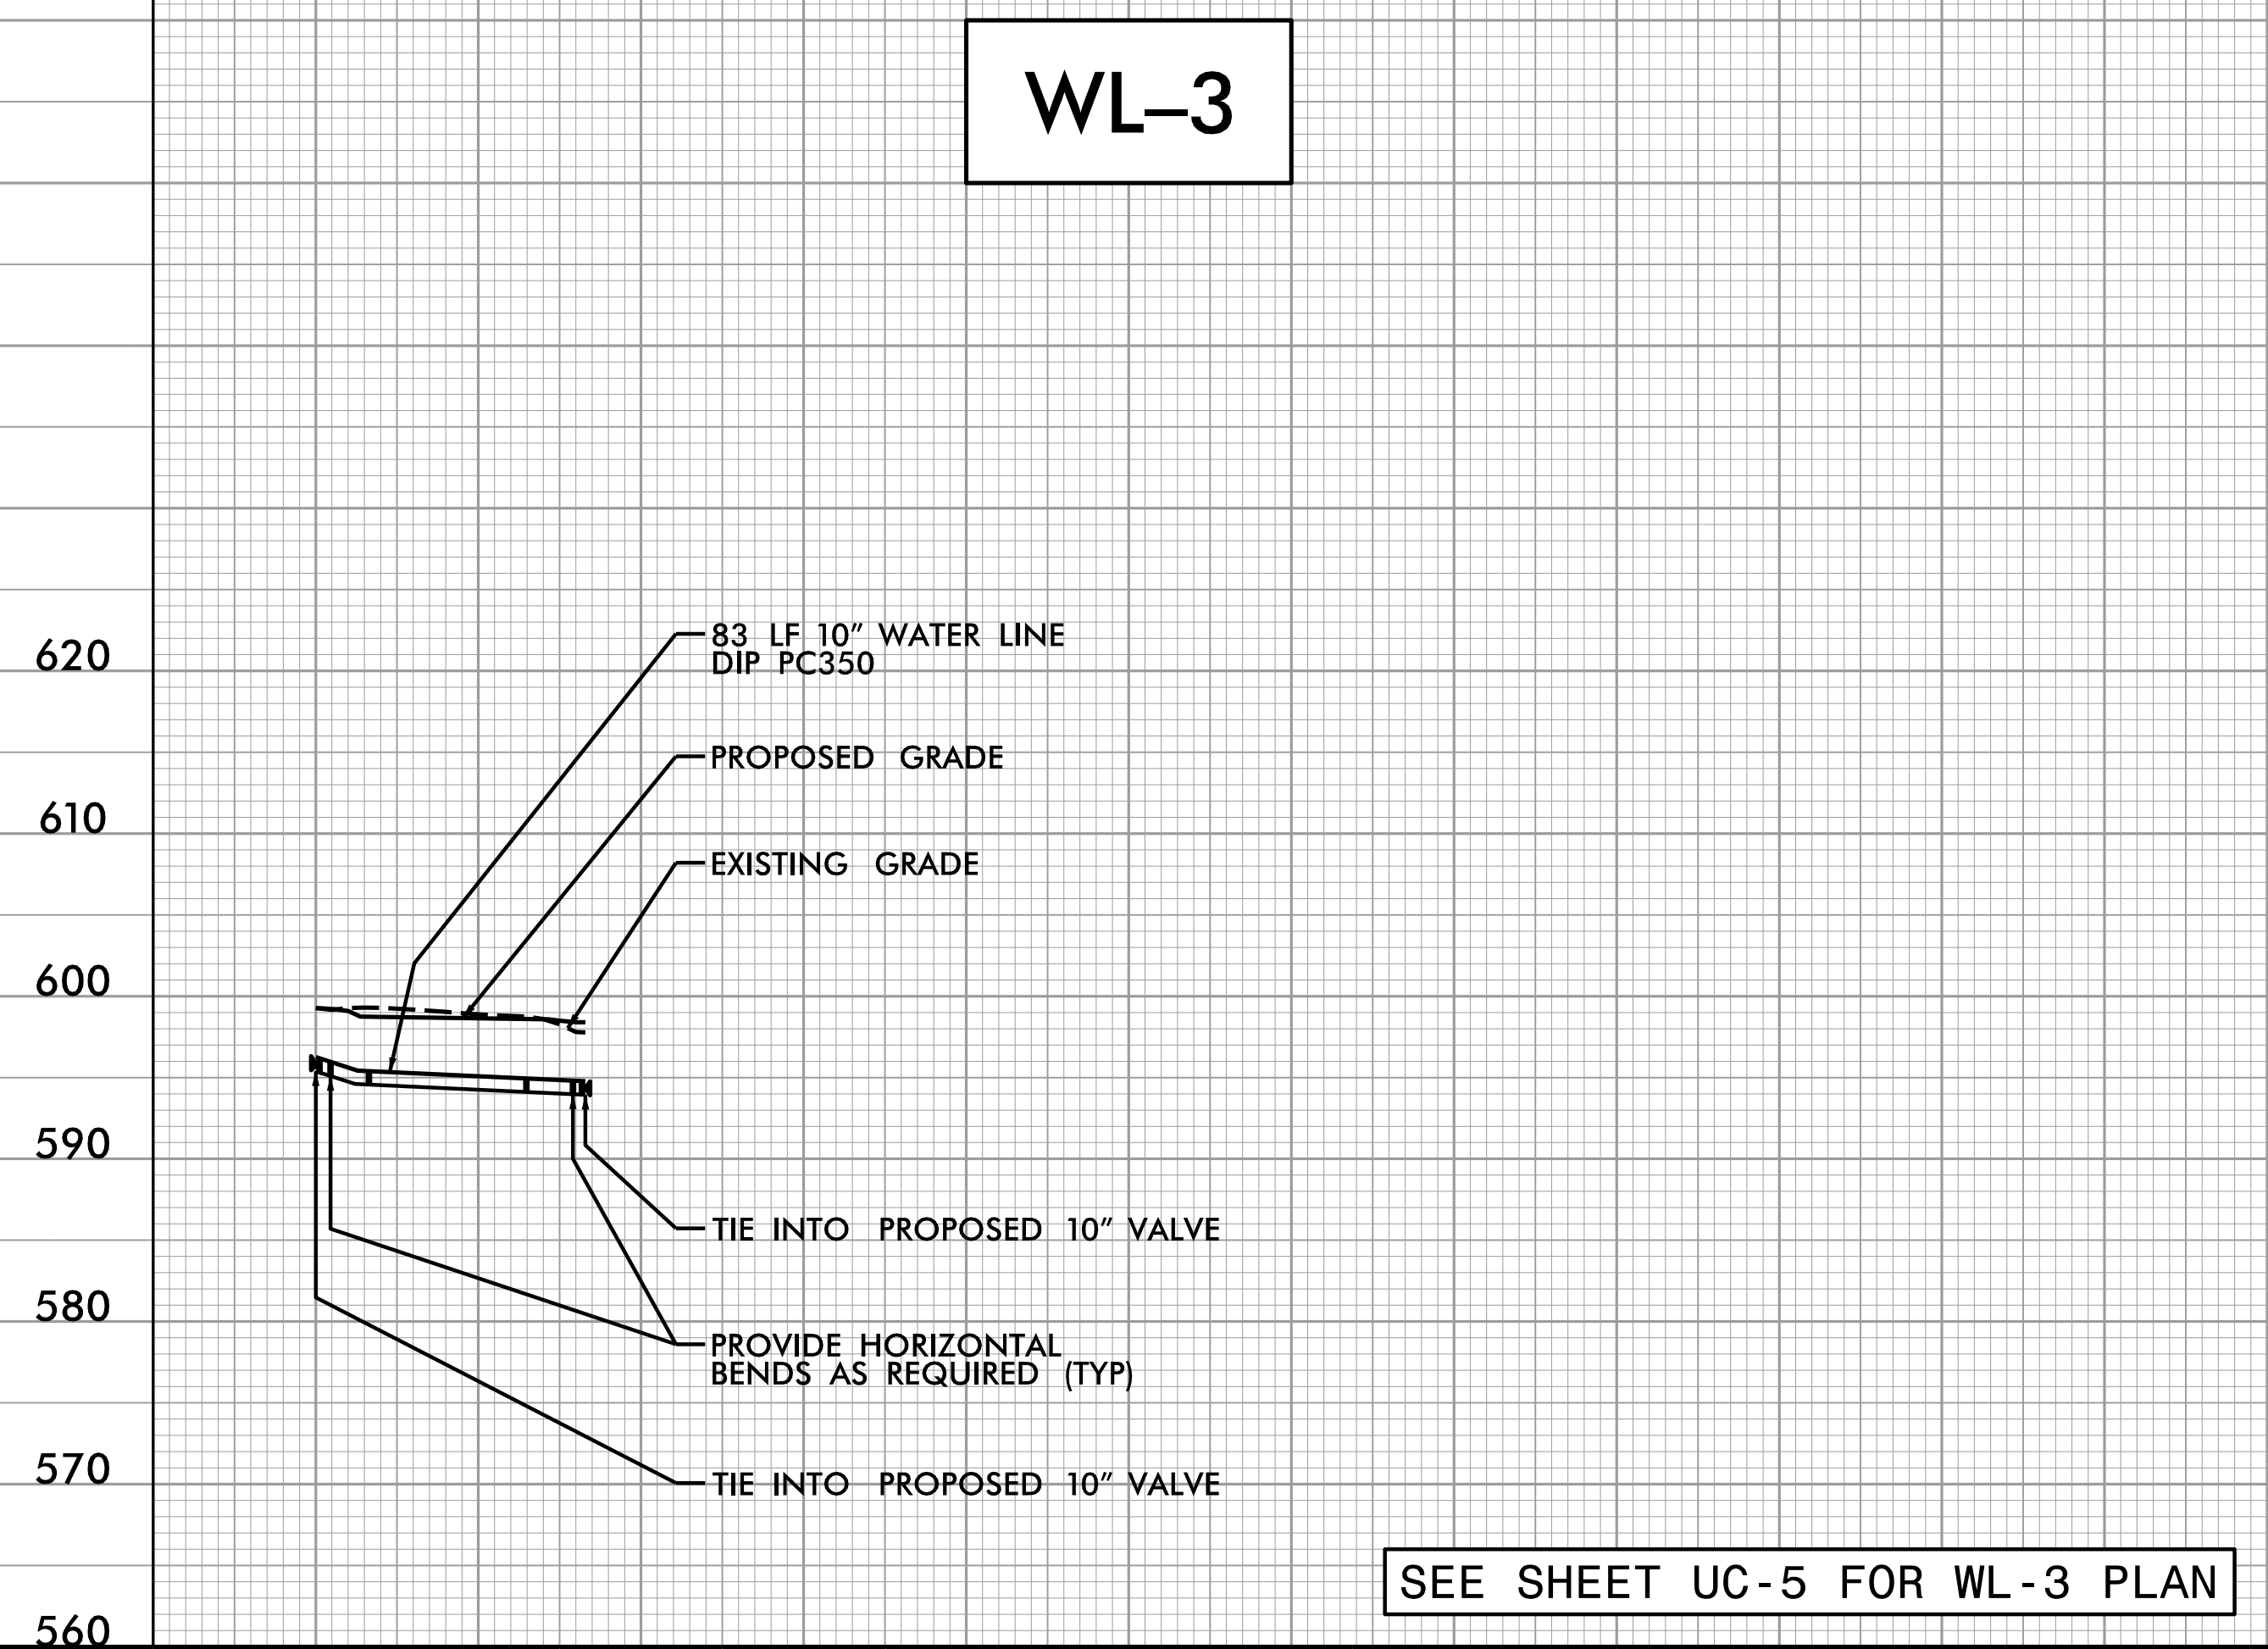 WL–3
83 LF 10" WATER LINE
DIP PC350
620
PROPOSED GRADE
610
EXISTING GRADE
600
590
TIE INTO PROPOSED 10" VALVE
580
PROVIDE HORIZONTAL
BENDS AS REQUIRED (TYP)
570
TIE INTO PROPOSED 10" VALVE
SEE SHEET UC-5 FOR WL-3 PLAN
560